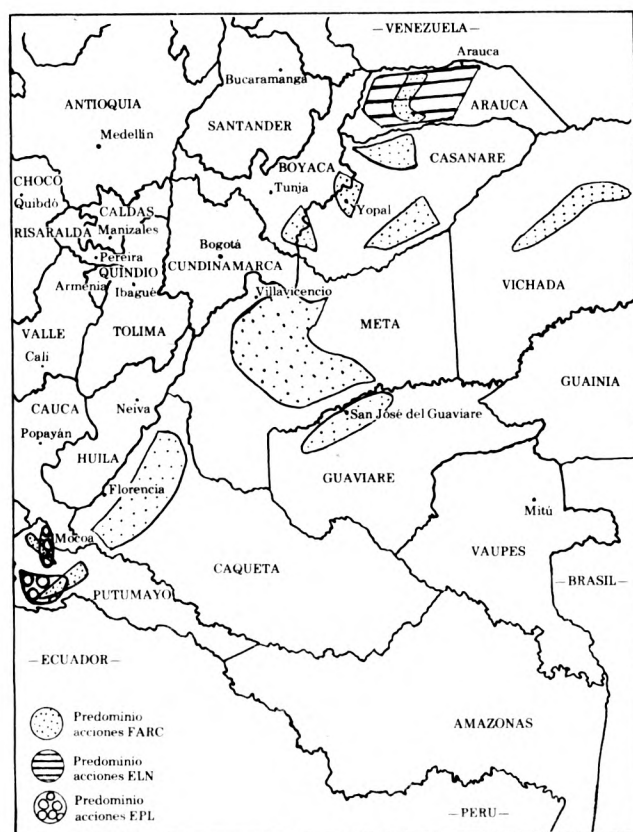 —VENEZUELA—
Arauca
Bucaramanga
ANTIOQUIA
ARAUCA
SANTANDER
Medellin
BOYACA
CASANARE
CHOCO
Tunja
Quibdó
CALDAS
Yopal
RISARALDA
Manizales
Bogotá
Pereira
CUNDINAMARCA
QUINDIO
Armenia
Ibagué
VICHADA
Villavicencio
VALLE
TOLIMA
META
Cali
GUAINIA
CAUCA
Neiva
San José del Guaviare
Popayán
HUILA
GUAVIARE
Florencia
Mitú
Mocoa
VAUPES
CAQUETA
—BRASIL—
PUTUMAYO
—ECUADOR—
AMAZONAS
—PERU—
Predominio
acciones FARC
Predominio
acciones ELN
Predominio
acciones EPL